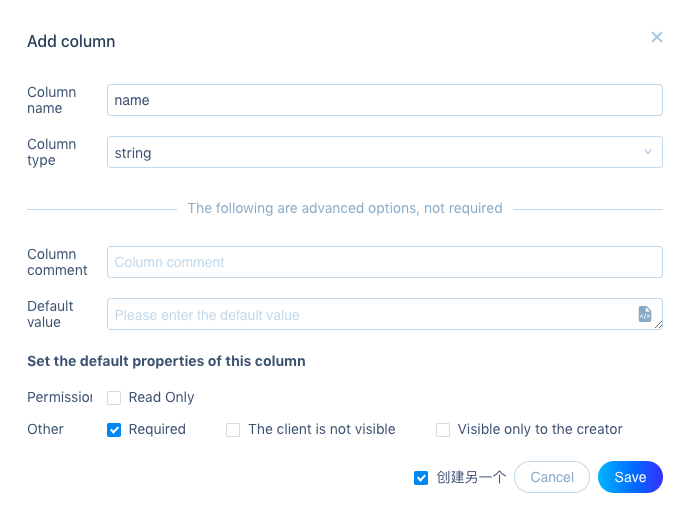 Add column
Column
name
name
Column
type
string
The following are advanced options, not required
Column
comment
Column comment
Default
value
Please enter the default value
Set the default properties of this column
Permission
Read Only
Other
Required
The client is not visible
Visible only to the creator
创建另一个
Cancel
Save